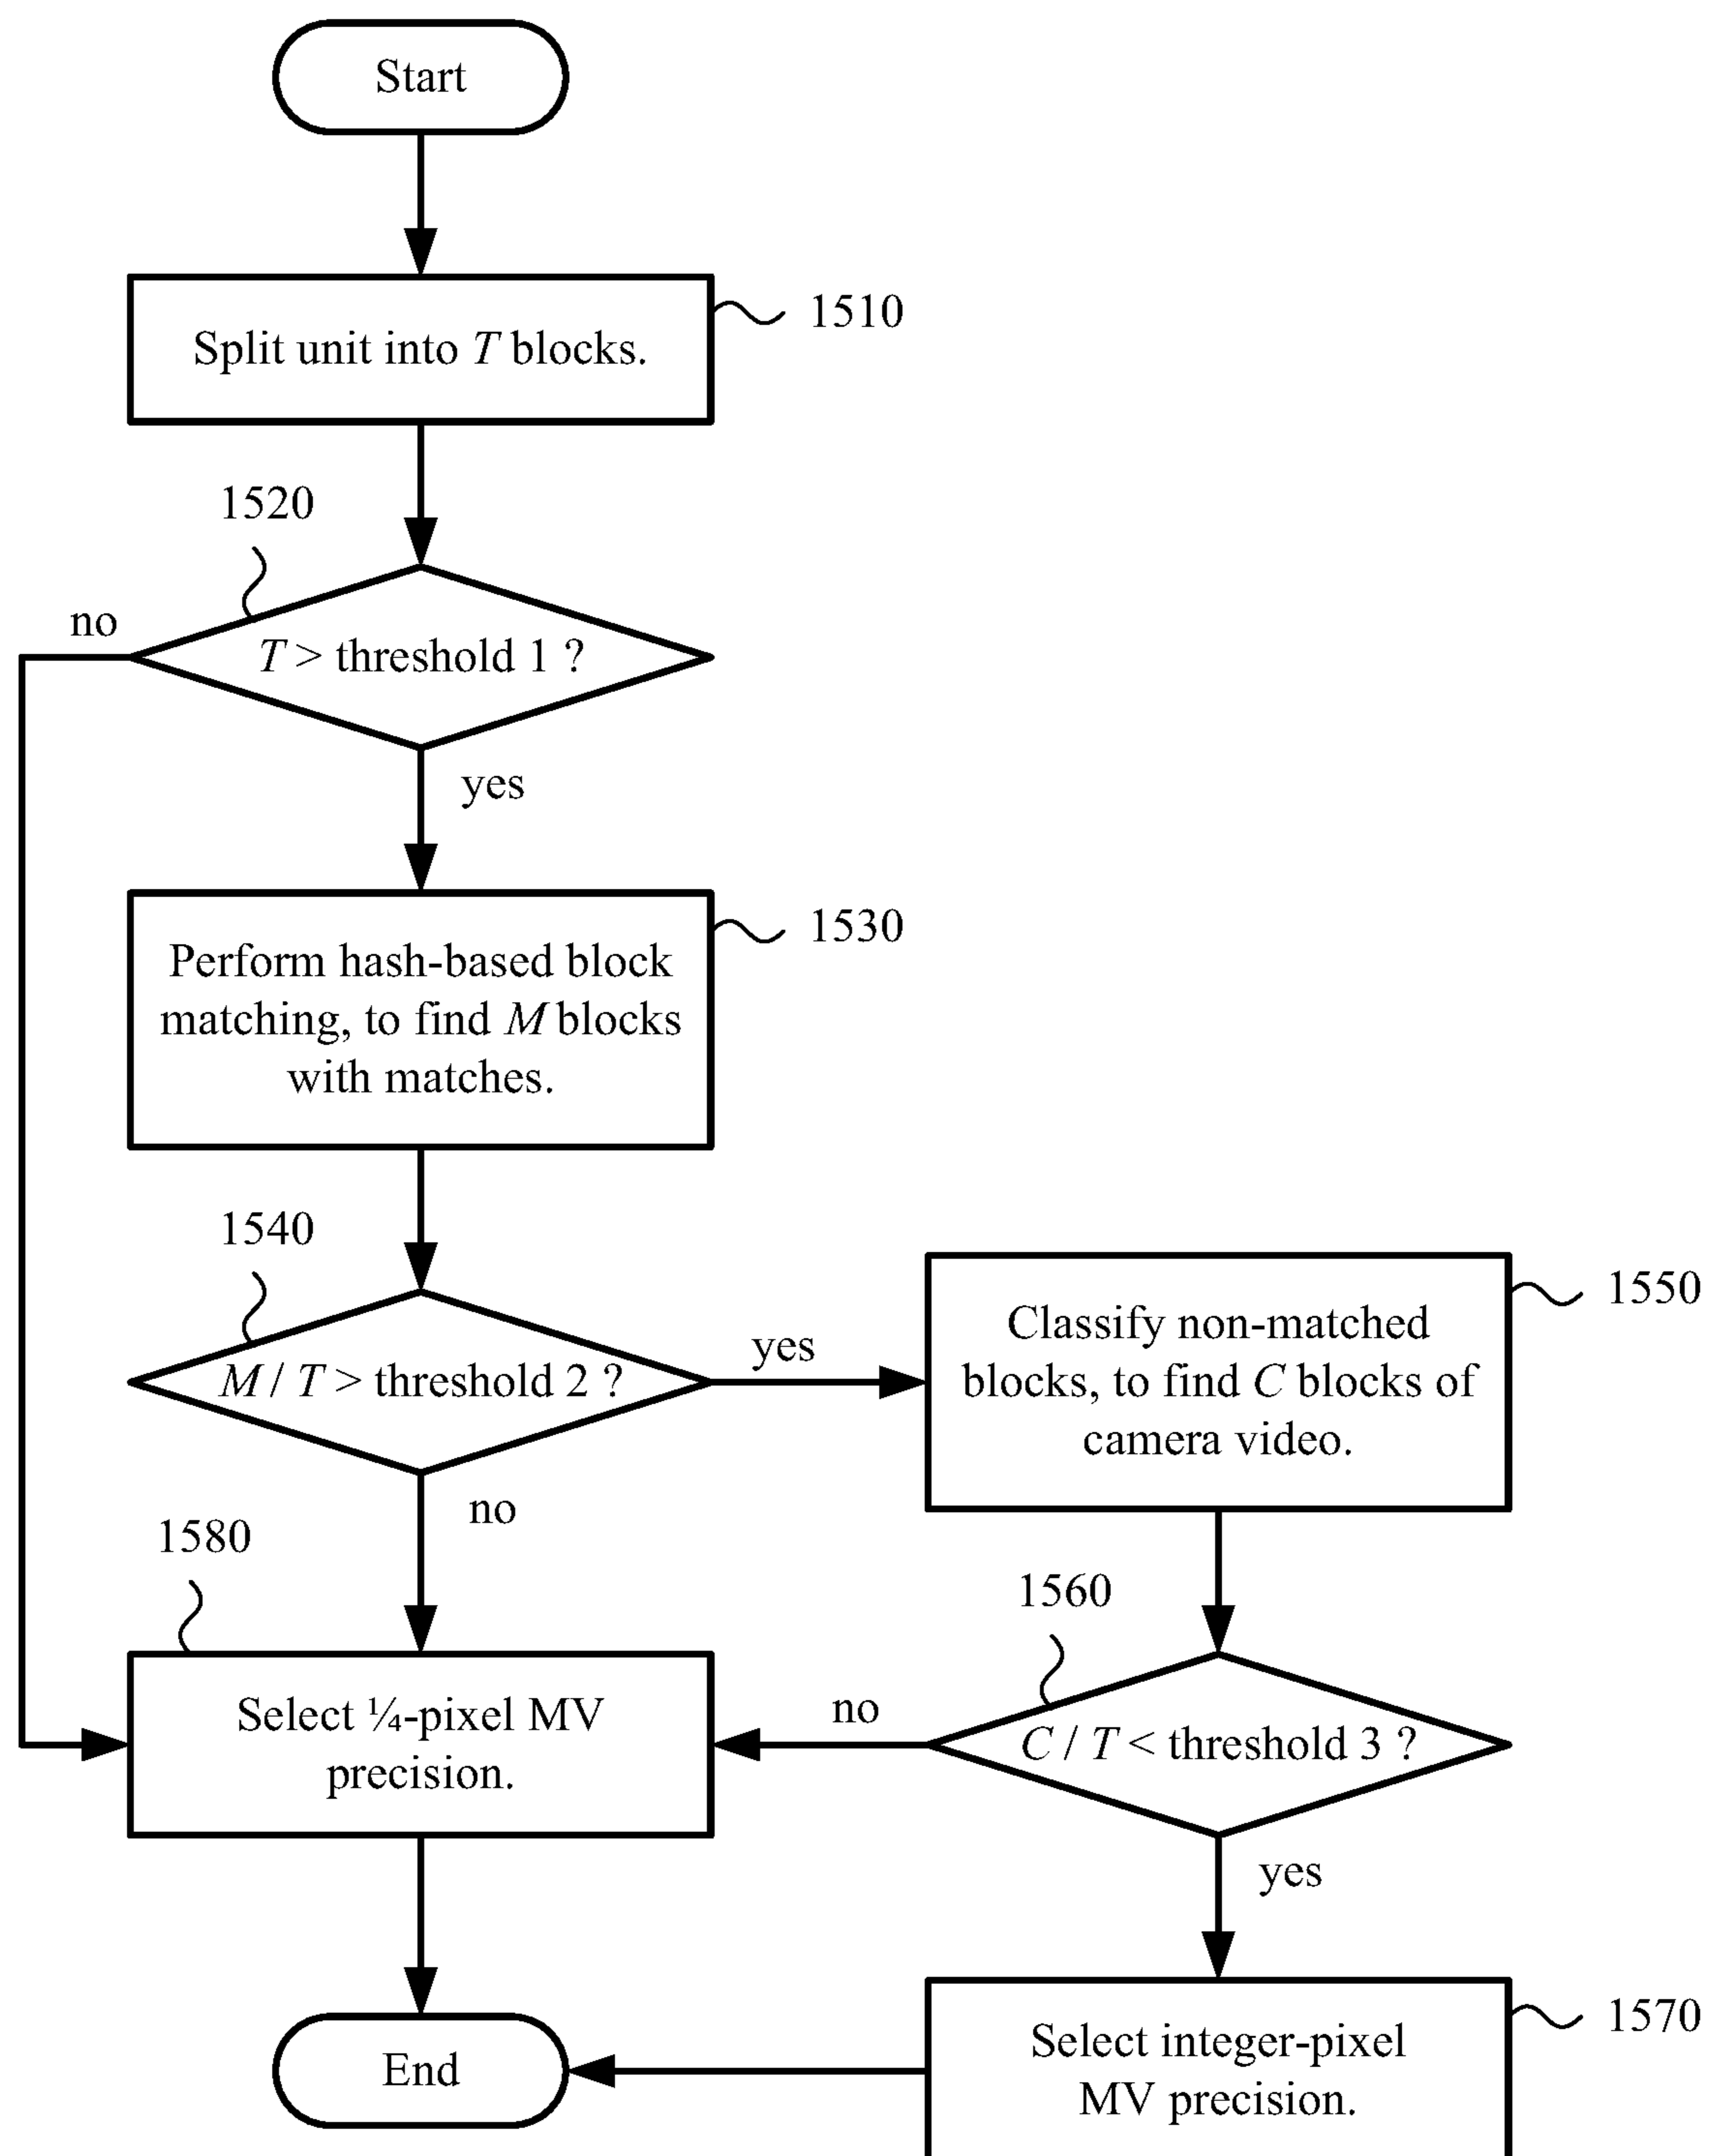 Start
1510
Split unit into T blocks.
1520
no
T > threshold 1 ?
yes
1530
Perform hash-based block
matching, to find M blocks
with matches.
1540
M / T > threshold 2 ?
yes
no
1550
Classify non-matched
blocks, to find C blocks of
camera video.
1580
Select ¼-pixel MV
precision.
1560
no
C / T < threshold 3 ?
yes
1570
Select integer-pixel
MV precision.
End